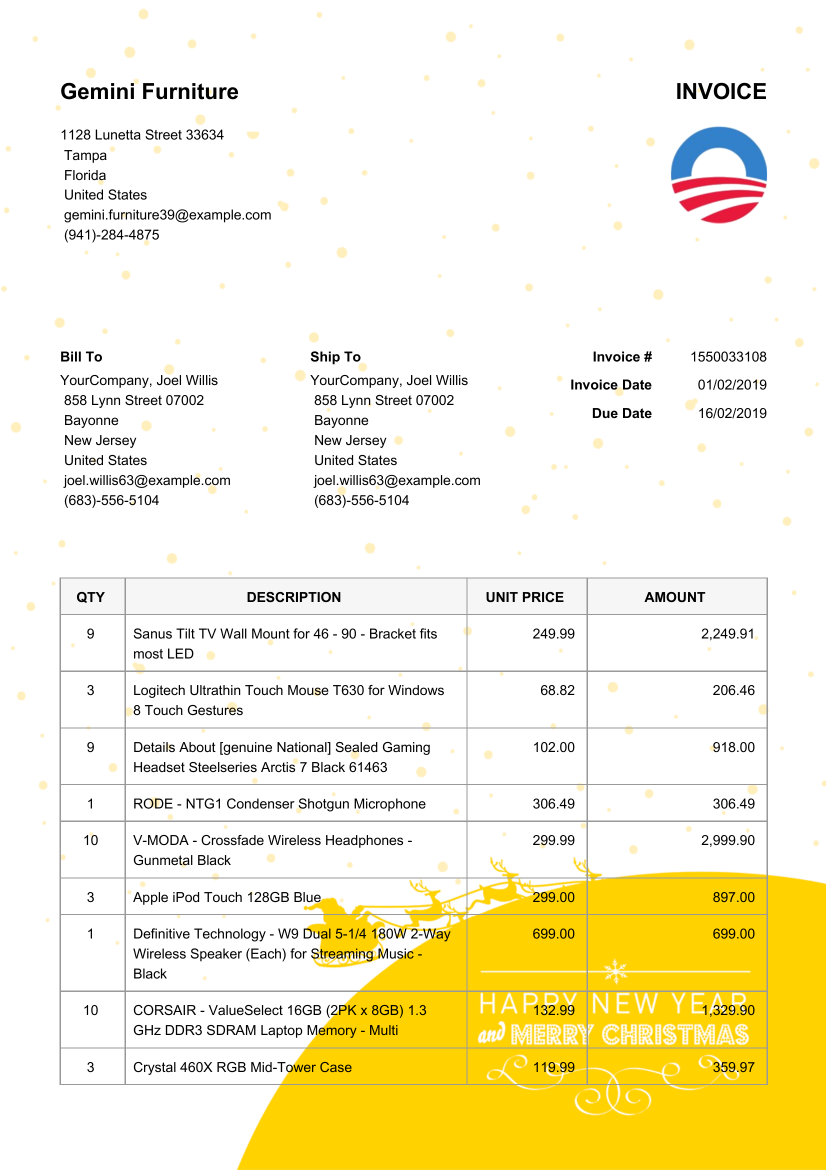 Gemini Furniture
INVOICE
1128 Lunetta Street 33634
Tampa
Florida
United States
gemini.furniture39@example.com
(941)-284-4875
Bill To
YourCompany, Joel Willis
858 Lynn Street 07002
Bayonne
New Jersey
United States
joel.willis63@example.com
(683)-556-5104
Ship To
YourCompany, Joel Willis
858 Lynn Street 07002
Bayonne
New Jersey
United States
joel.willis63@example.com
(683)-556-5104
Invoice # 1550033108
Invoice Date 01/02/2019
Due Date 16/02/2019
QTY DESCRIPTION UNIT PRICE AMOUNT
9 Sanus Tilt TV Wall Mount for 46 - 90 - Bracket fits 249.99 2,249.91
most LED
3 Logitech Ultrathin Touch Mouse T630 for Windows 68.82 206.46
8 Touch Gestures
9 Details About [genuine National] Sealed Gaming 102.00 918.00
Headset Steelseries Arctis 7 Black 61463
1 RODE - NTG1 Condenser Shotgun Microphone 306.49 306.49
10 V-MODA - Crossfade Wireless Headphones - 299.99 2,999.90
Gunmetal Black
3 Apple iPod Touch 128GB Blue 299.00 897.00
1 Definitive Technology - W9 Dual 5-1/4 180W 2-Way 699.00 699.00
Wireless Speaker (Each) for Streaming Music -
Black
10 CORSAIR - ValueSelect 16GB (2PK x 8GB) 1.3 132.99 1,329.90
GHz DDR3 SDRAM Laptop Memory - Multi
3 Crystal 460X RGB Mid-Tower Case 119.99 359.97
HAPPY NEW YEAR
and MERRY CHRISTMAS